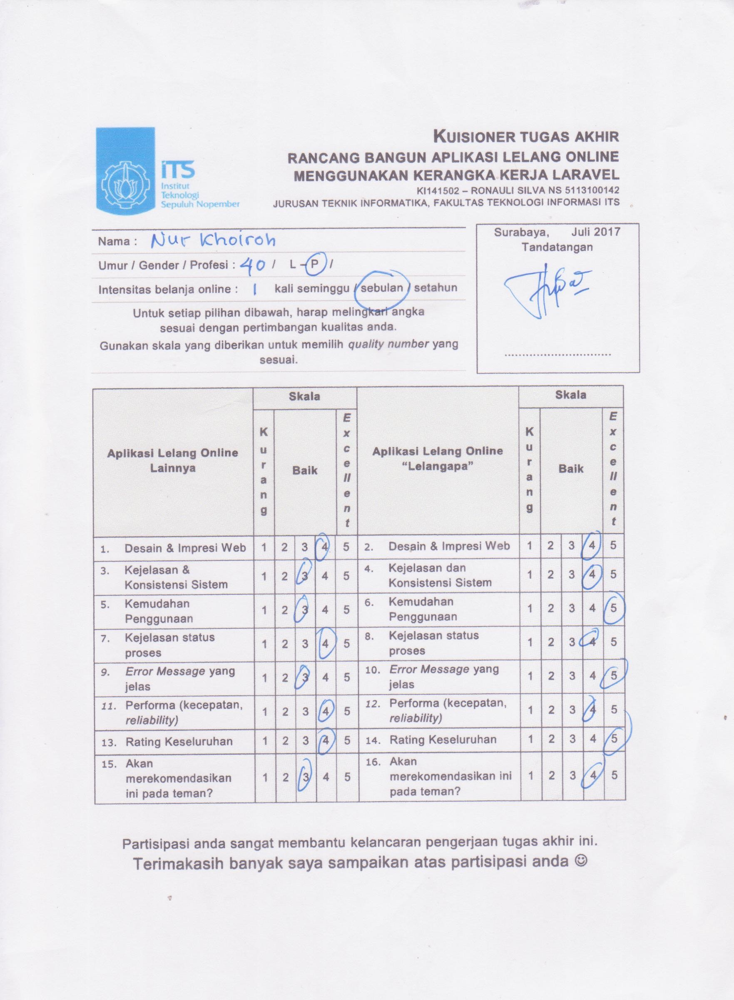 ITS
Institut
Teknologi
Sepuluh Nopember
KUISIONER TUGAS AKHIR
RANCANG BANGUN APLIKASI LELANG ONLINE
MENGGUNAKAN KERANGKA KERJA LARAVEL
KI141502 – RONAULI SILVA NS 5113100142
JURUSAN TEKNIK INFORMATIKA, FAKULTAS TEKNOLOGI INFORMASI ITS
Nama : Nur Khoiroh
Umur / Gender / Profesi : 40 / L – P /
Intensitas belanja online : 1 kali seminggu / sebulan / setahun
Untuk setiap pilihan dibawah, harap melingkari angka
sesuai dengan pertimbangan kualitas anda.
Gunakan skala yang diberikan untuk memilih quality number yang
sesuai.
Surabaya, Juli 2017
Tandatangan
Aplikasi Lelang Online
Lainnya
Skala
Kurang
Baik
Excellent
Aplikasi Lelang Online
“Lelangapa”
Skala
Kurang
Baik
Excellent
1. Desain & Impresi Web 1 2 3 4 5 2. Desain & Impresi Web 1 2 3 4 5
3. Kejelasan & 4. Kejelasan dan
Konsistensi Sistem 1 2 3 4 5 Konsistensi Sistem 1 2 3 4 5
5. Kemudahan 6. Kemudahan
Penggunaan 1 2 3 4 5 Penggunaan 1 2 3 4 5
7. Kejelasan status 8. Kejelasan status
proses 1 2 3 4 5 proses 1 2 3 4 5
9. Error Message yang 10. Error Message yang
jelas 1 2 3 4 5 jelas 1 2 3 4 5
11. Performa (kecepatan, 12. Performa (kecepatan,
reliability) 1 2 3 4 5 reliability) 1 2 3 4 5
13. Rating Keseluruhan 1 2 3 4 5 14. Rating Keseluruhan 1 2 3 4 5
15. Akan 16. Akan
merekomendasikan 1 2 3 4 5 merekomendasikan ini 1 2 3 4 5
ini pada teman? pada teman?
Partisipasi anda sangat membantu kelancaran pengerjaan tugas akhir ini.
Terimakasih banyak saya sampaikan atas partisipasi anda ☺